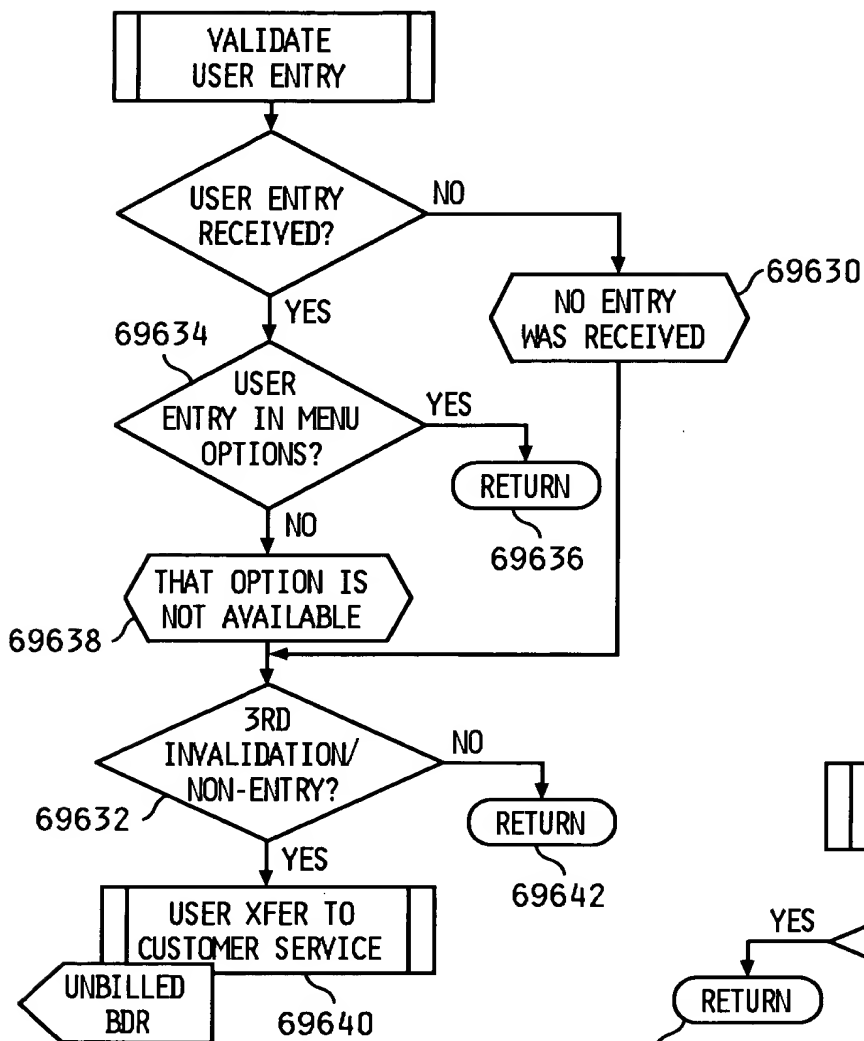 VALIDATE
USER ENTRY
USER ENTRY
RECEIVED?
NO
YES
69630
NO ENTRY
WAS RECEIVED
69634
USER
ENTRY IN MENU
OPTIONS?
YES
RETURN
69636
NO
THAT OPTION IS
NOT AVAILABLE
69638
3RD
INVALIDATION/
NON-ENTRY?
NO
69632
RETURN
69642
YES
USER XFER TO
CUSTOMER SERVICE
UNBILLED
BDR
69640
YES
RETURN